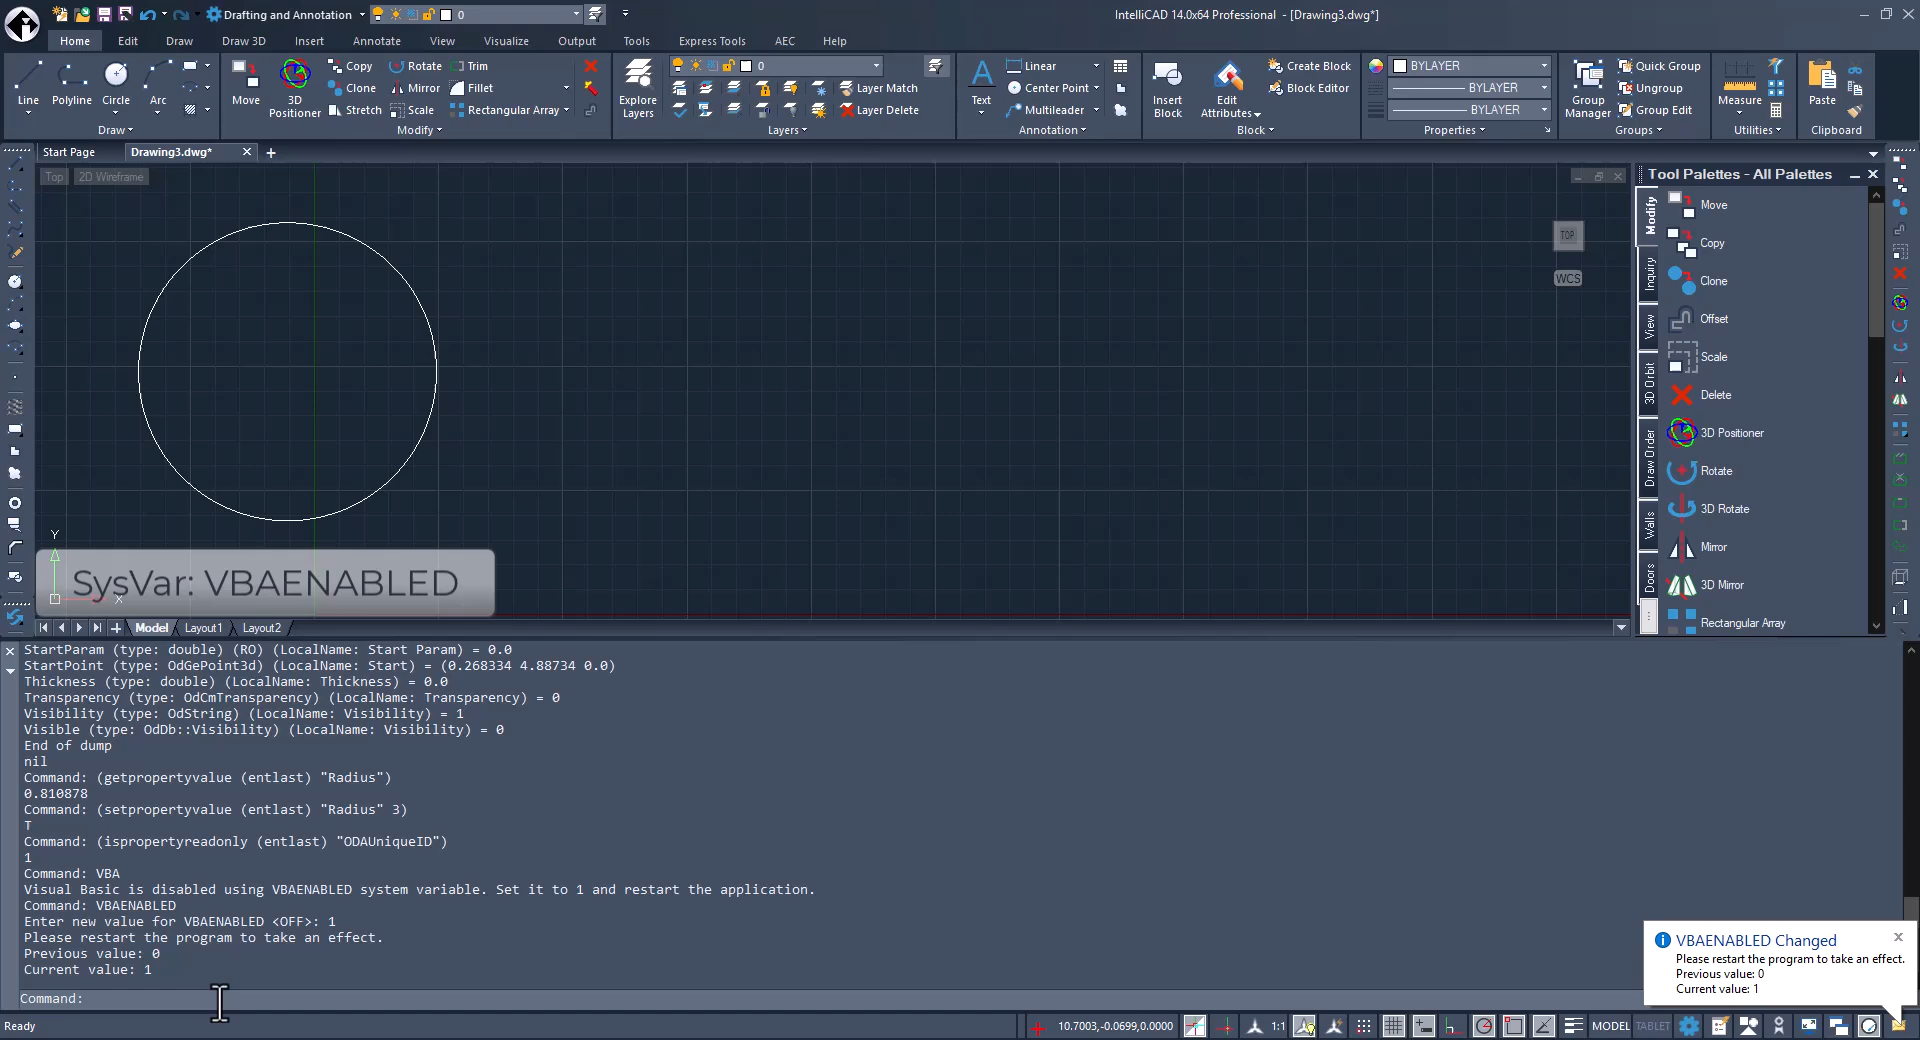 Drafting and Annotation
0
IntelliCAD 14.0x64 Professional - [Drawing3.dwg*]
Home
Edit
Draw
Draw 3D
Insert
Annotate
View
Visualize
Output
Tools
Express Tools
AEC
Help
Line
Polyline
Circle
Arc
Draw
Move
3D
Positioner
Copy
Clone
Stretch
Rotate
Mirror
Scale
Trim
Fillet
Rectangular Array
Modify
Explore
Layers
0
Layer Match
Layer Delete
Layers
Text
Linear
Center Point
Multileader
Annotation
Insert
Block
Edit
Attributes
Create Block
Block Editor
Block
BYLAYER
BYLAYER
BYLAYER
Properties
Group
Manager
Quick Group
Ungroup
Group Edit
Groups
Measure
Utilities
Paste
Clipboard
Start Page
Drawing3.dwg*
Top
2D Wireframe
TOP
WCS
Tool Palettes - All Palettes
Modify
Inquiry
View
3D Orbit
Draw Order
Walls
Doors
Move
Copy
Clone
Offset
Scale
Delete
3D Positioner
Rotate
3D Rotate
Mirror
3D Mirror
Rectangular Array
Y
X
SysVar: VBAENABLED
Model
Layout1
Layout2
StartParam (type: double) (RO) (LocalName: Start Param) = 0.0
StartPoint (type: OdGePoint3d) (LocalName: Start) = (0.268334 4.88734 0.0)
Thickness (type: double) (LocalName: Thickness) = 0.0
Transparency (type: OdCmTransparency) (LocalName: Transparency) = 0
Visibility (type: OdString) (LocalName: Visibility) = 1
Visible (type: OdDb::Visibility) (LocalName: Visibility) = 0
End of dump
nil
Command: (getpropertyvalue (entlast) "Radius")
0.810878
Command: (setpropertyvalue (entlast) "Radius" 3)
T
Command: (ispropertyreadonly (entlast) "ODAUniqueID")
1
Command: VBA
Visual Basic is disabled using VBAENABLED system variable. Set it to 1 and restart the application.
Command: VBAENABLED
Enter new value for VBAENABLED <OFF>: 1
Please restart the program to take an effect.
Previous value: 0
Current value: 1
Command:
VBAENABLED Changed
Please restart the program to take an effect.
Previous value: 0
Current value: 1
Ready
10.7003,-0.0699,0.0000
1:1
MODEL
TABLET